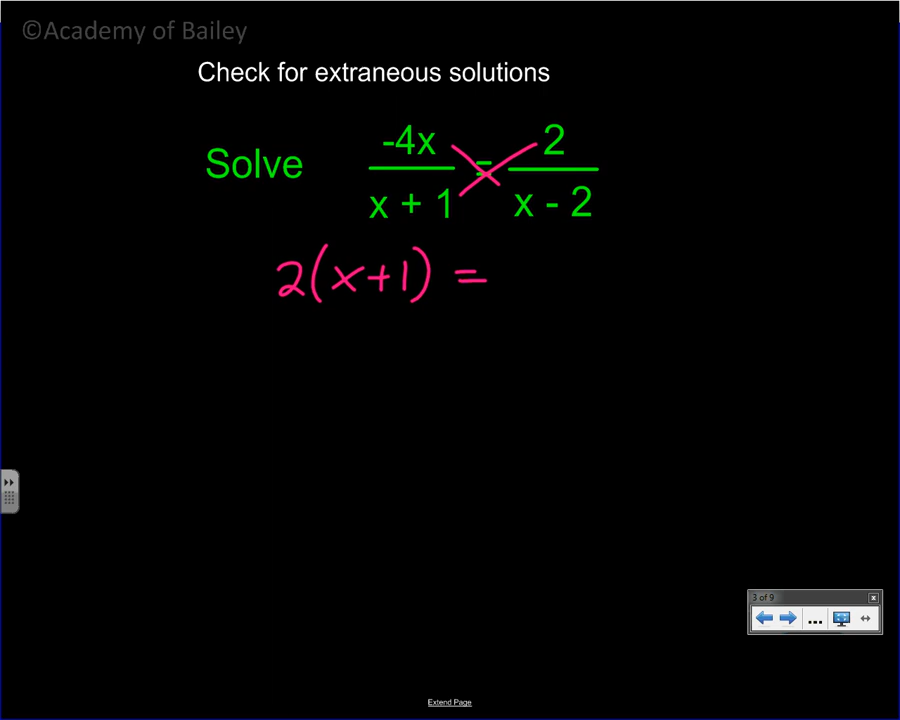 ©Academy of Bailey
Check for extraneous solutions
Solve -4x / x + 1 = 2 / x - 2
2(x+1) =
3 of 9
Extend Page